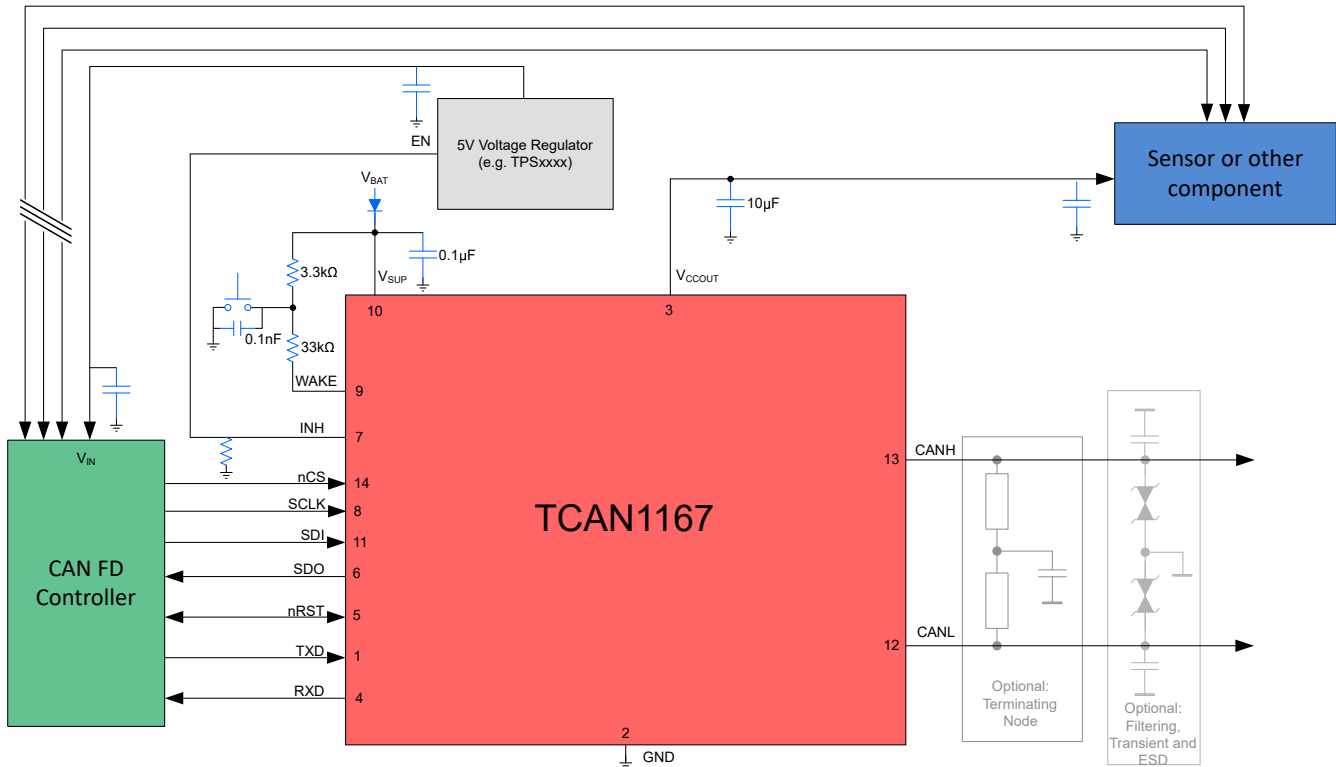 EN
5V Voltage Regulator
(e.g. TPSxxxx)
Sensor or other
component
VBAT
10µF
3.3kΩ
0.1µF
VSUP
VCCOUT
10
3
0.1nF
33kΩ
WAKE
9
INH
7
VIN
nCS
14
SCLK
8
SDI
11
SDO
6
nRST
5
TXD
1
RXD
4
CAN FD
Controller
TCAN1167
13
CANH
12
CANL
2
GND
Optional:
Terminating
Node
Optional:
Filtering,
Transient and
ESD